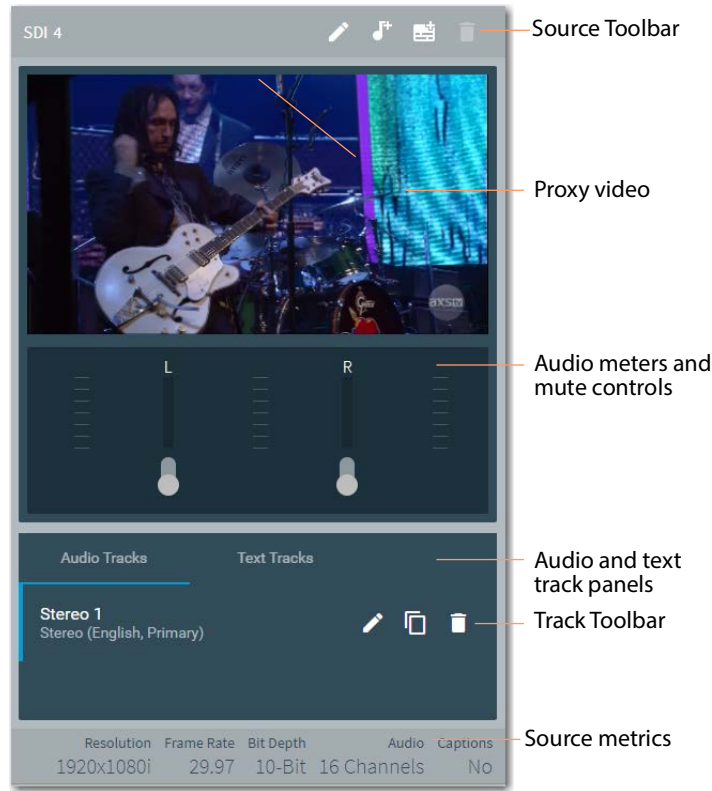 SDI 4
Source Toolbar
Proxy video
axstv
Audio meters and
mute controls
L
R
Audio Tracks
Text Tracks
Audio and text
track panels
Stereo 1
Stereo (English, Primary)
Track Toolbar
Source metrics
Resolution Frame Rate Bit Depth Audio Captions
1920x1080i 29.97 10-Bit 16 Channels No